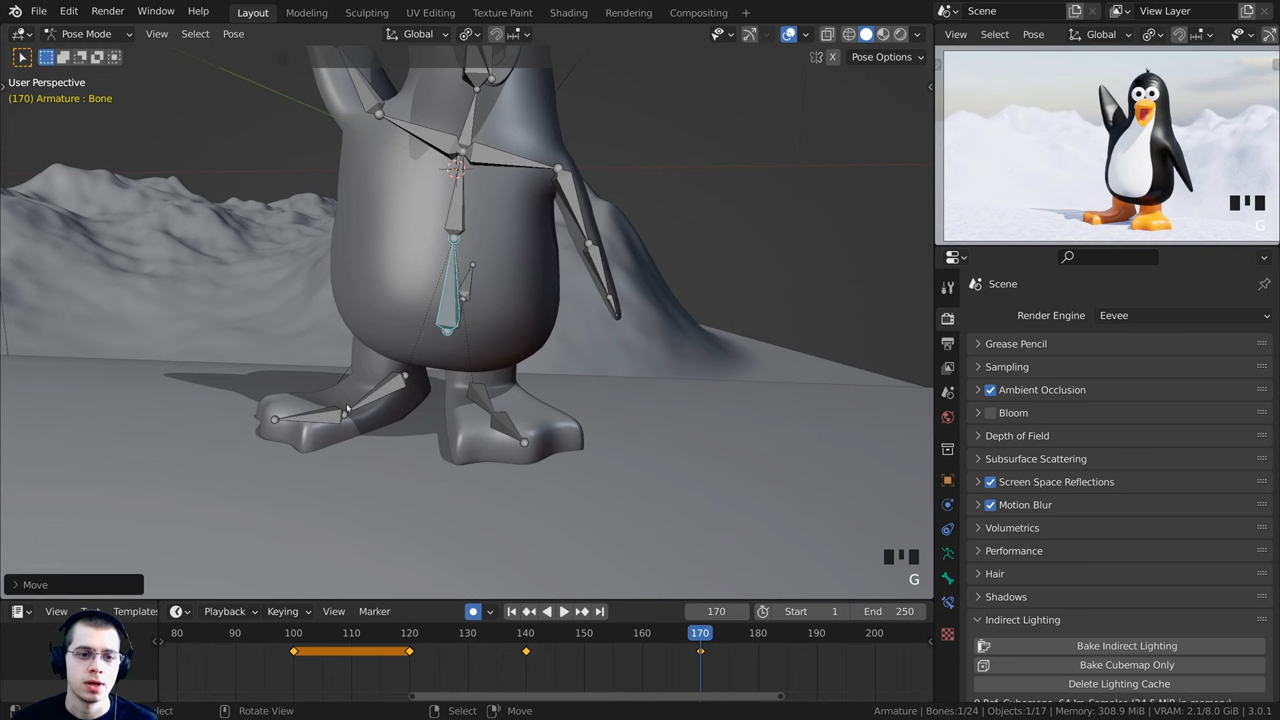 File Edit Render Window Help Layout Modeling Sculpting UV Editing Texture Paint Shading Rendering Compositing + Scene View Layer
Pose Mode View Select Pose Global View Select Pose Global
X Pose Options
User Perspective
(170) Armature : Bone
G
Scene
Render Engine Eevee
Grease Pencil
Sampling
Ambient Occlusion
Bloom
Depth of Field
Subsurface Scattering
Screen Space Reflections
Motion Blur
Volumetrics
Performance
Hair
Shadows
Indirect Lighting
Bake Indirect Lighting
Bake Cubemap Only
Delete Lighting Cache
G
Move
View Templates Playback Keying View Marker 170 Start 1 End 250
80 90 100 110 120 130 140 150 160 170 180 190 200
Rotate View Select Move Armature | Bones:1/24 | Objects:1/17 | Memory: 308.9 MiB | VRAM: 2.1/8.0 GiB | 3.0.1